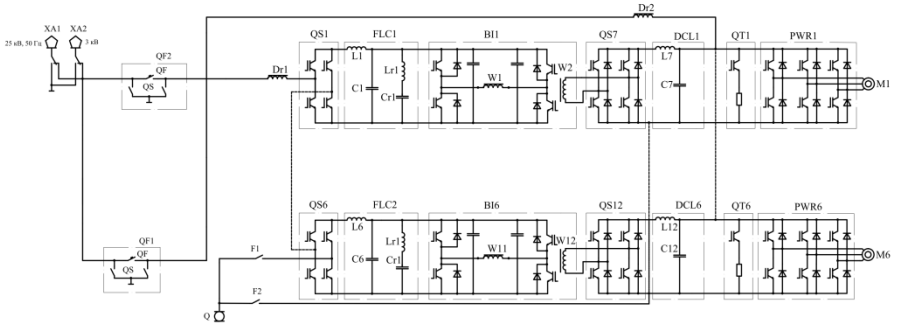 XA1 XA2
25 кВ, 50 Гц 3 кВ
QF2
QF
QS
Dr2
Dr1
QS1 FLC1 BI1 QS7 DCL1 QT1 PWR1
L1 Lr1 C1 Cr1 W1 W2 L7 C7 M1
QS6 FLC2 BI6 QS12 DCL6 QT6 PWR6
L6 Lr1 C6 Cr1 W11 W12 L12 C12 M6
QF1
QF
QS
F1
F2
Q